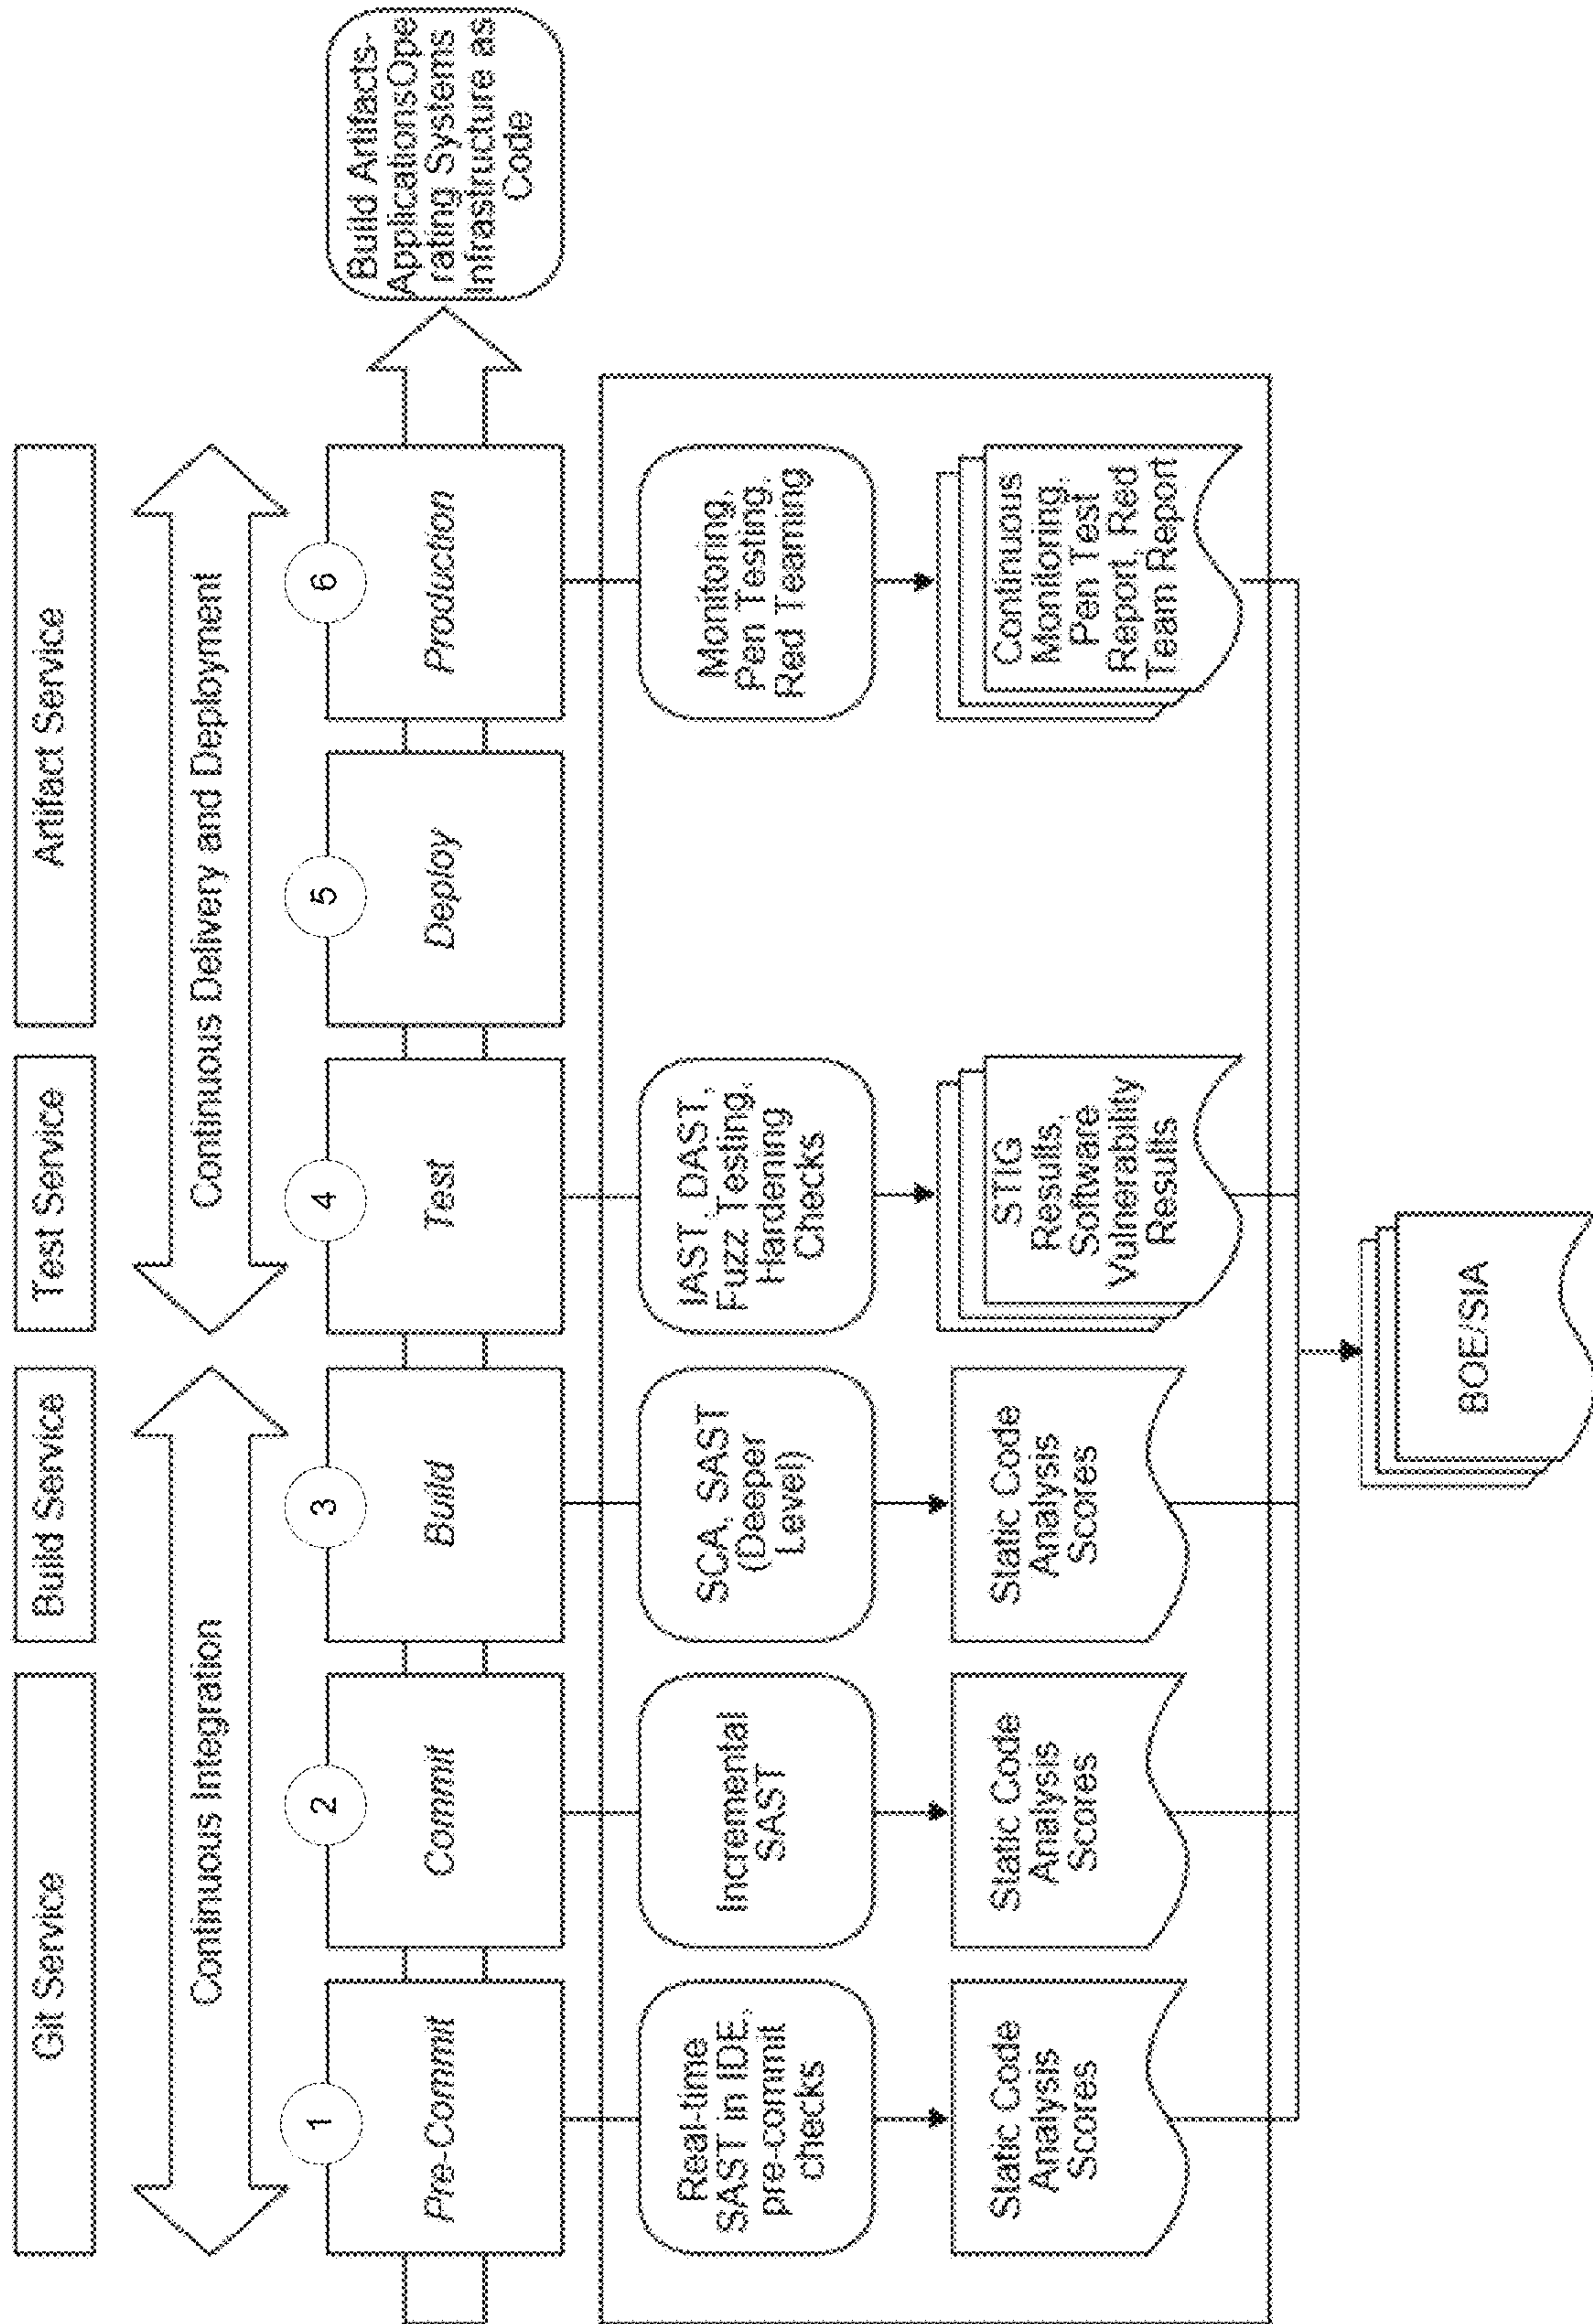 Git Service
Build Service
Test Service
Artifact Service
Continuous Integration
Continuous Delivery and Deployment
1
2
3
4
5
6
Pre-Commit
Commit
Build
Test
Deploy
Production
Build Artifacts-
ApplicationsOpe
rating Systems
Infrastructure as
Code
Real-time
SAST in IDE,
pre-commit
checks
Incremental
SAST
SCA, SAST
(Deeper
Level)
IAST, DAST,
Fuzz Testing.
Hardening
Checks
Monitoring,
Pen Testing,
Red Teaming
Static Code
Analysis
Scores
Static Code
Analysis
Scores
Static Code
Analysis
Scores
STIG
Results,
Software
Vulnerability
Results
Continuous
Monitoring,
Pen Test
Report, Red
Team Report
BOE/SIA